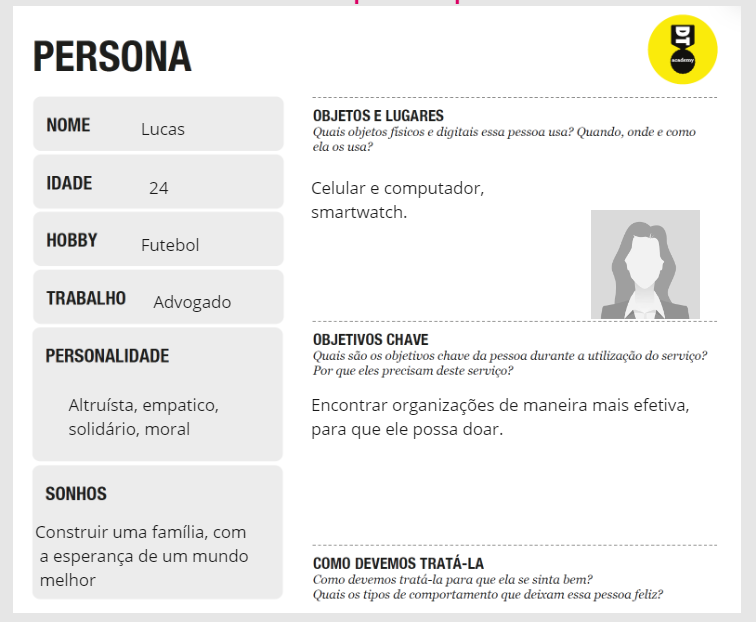 PERSONA
DT
academy
NOME Lucas
IDADE 24
HOBBY Futebol
TRABALHO Advogado
PERSONALIDADE
Altruísta, empatico,
solidário, moral
SONHOS
Construir uma família, com
a esperança de um mundo
melhor
OBJETOS E LUGARES
Quais objetos físicos e digitais essa pessoa usa? Quando, onde e como
ela os usa?
Celular e computador,
smartwatch.
OBJETIVOS CHAVE
Quais são os objetivos chave da pessoa durante a utilização do serviço?
Por que eles precisam deste serviço?
Encontrar organizações de maneira mais efetiva,
para que ele possa doar.
COMO DEVEMOS TRATÁ-LA
Como devemos tratá-la para que ela se sinta bem?
Quais os tipos de comportamento que deixam essa pessoa feliz?